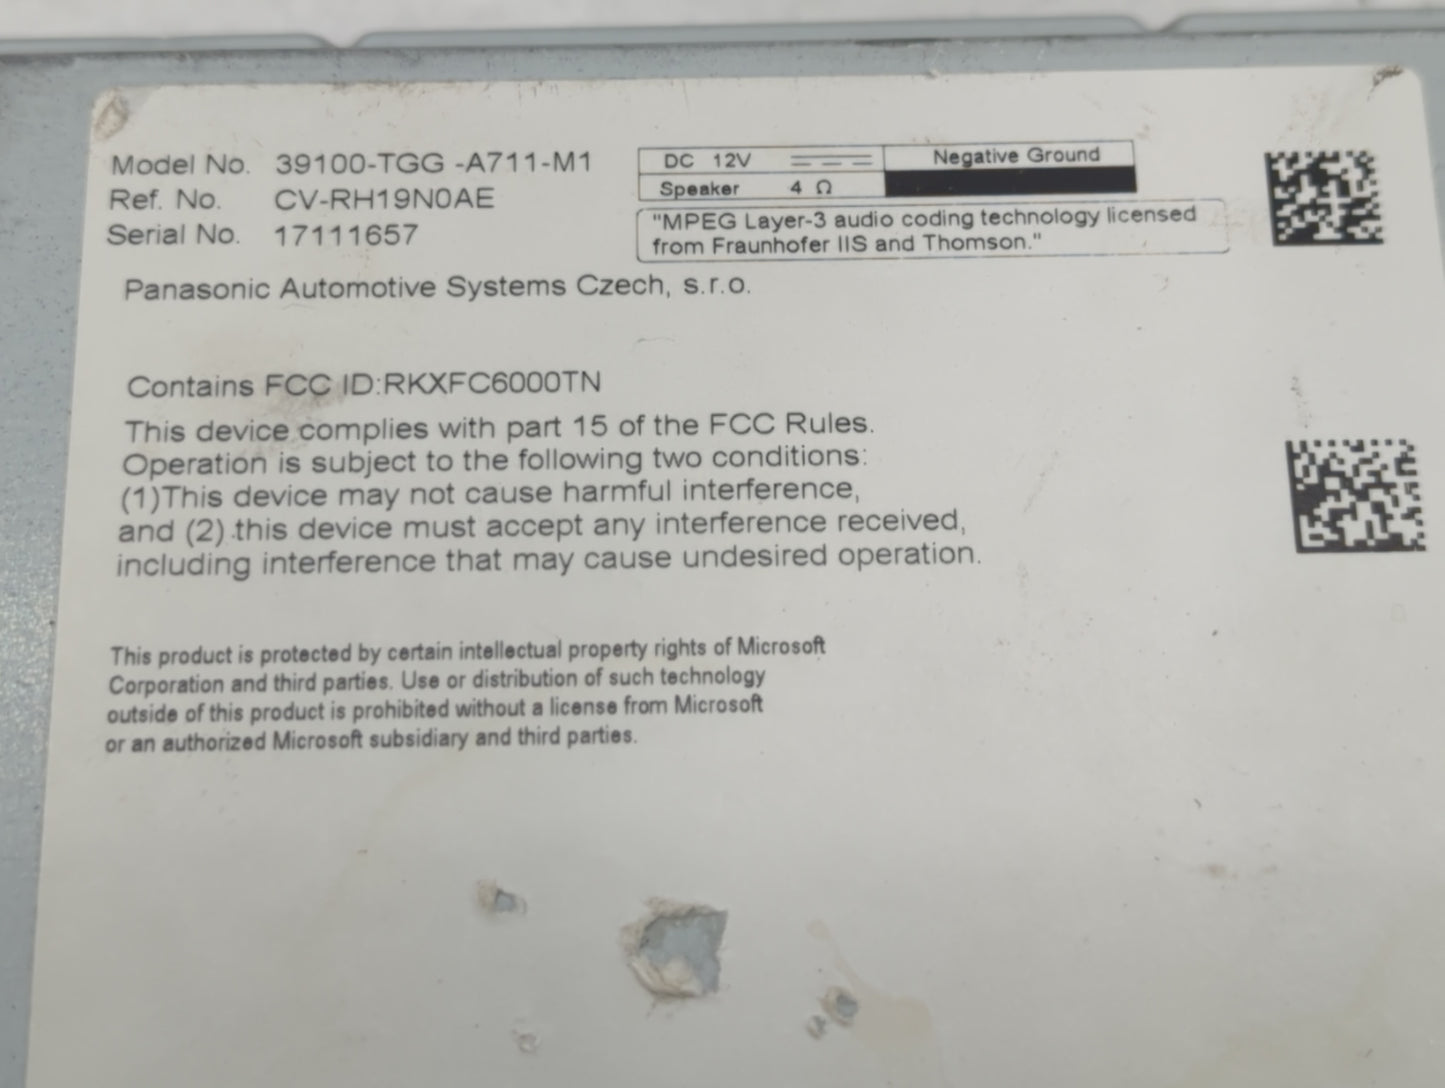 Model No. 39100-TGG -A711-M1
Ref. No. CV-RH19N0AE
Serial No. 17111657
DC 12V
Negative Ground
Speaker 4 Ω
"MPEG Layer-3 audio coding technology licensed
from Fraunhofer IIS and Thomson."
Panasonic Automotive Systems Czech, s.r.o.
Contains FCC ID:RKXFC6000TN
This device complies with part 15 of the FCC Rules.
Operation is subject to the following two conditions:
(1)This device may not cause harmful interference,
and (2) this device must accept any interference received,
including interference that may cause undesired operation.
This product is protected by certain intellectual property rights of Microsoft
Corporation and third parties. Use or distribution of such technology
outside of this product is prohibited without a license from Microsoft
or an authorized Microsoft subsidiary and third parties.